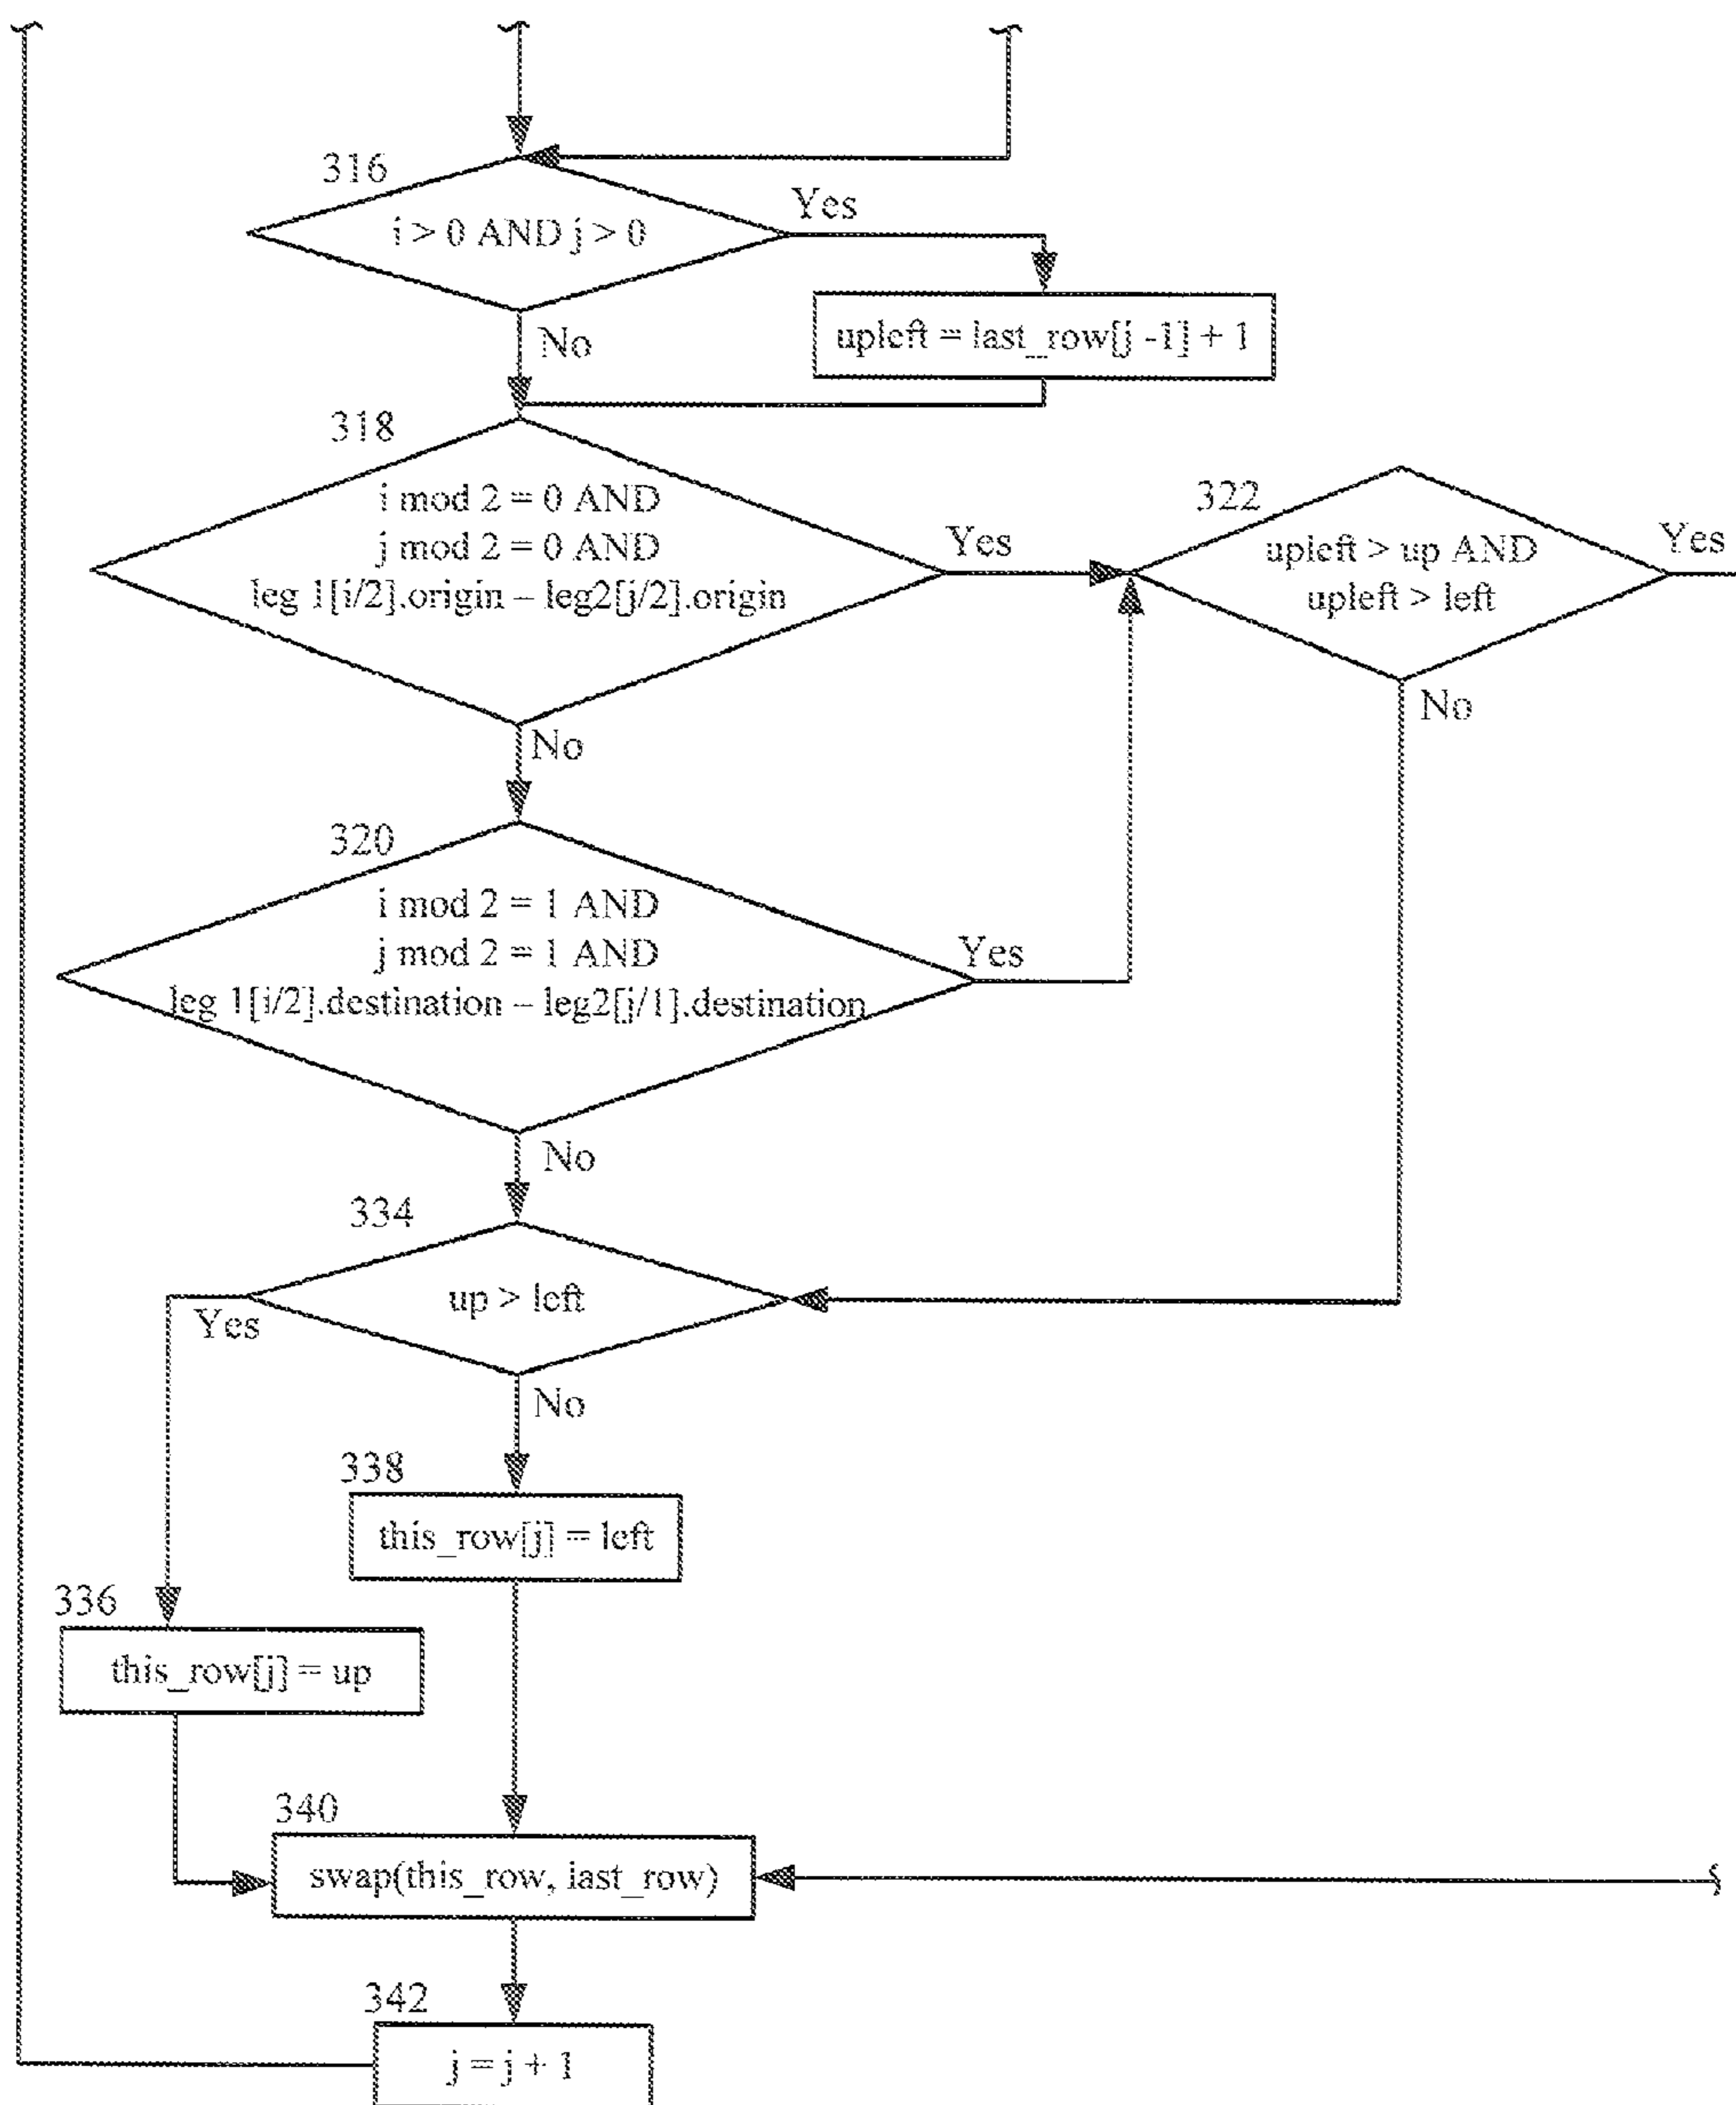 316
i > 0 AND j > 0
Yes
upleft = last_row[j -1] + 1
No
318
i mod 2 = 0 AND
j mod 2 = 0 AND
leg 1[i/2].origin – leg2[j/2].origin
Yes
322
upleft > up AND
upleft > left
Yes
No
No
320
i mod 2 = 1 AND
j mod 2 = 1 AND
leg 1[i/2].destination – leg2[j/1].destination
Yes
No
334
up > left
Yes
No
338
this_row[j] = left
336
this_row[j] = up
340
swap(this_row, last_row)
342
j = j + 1